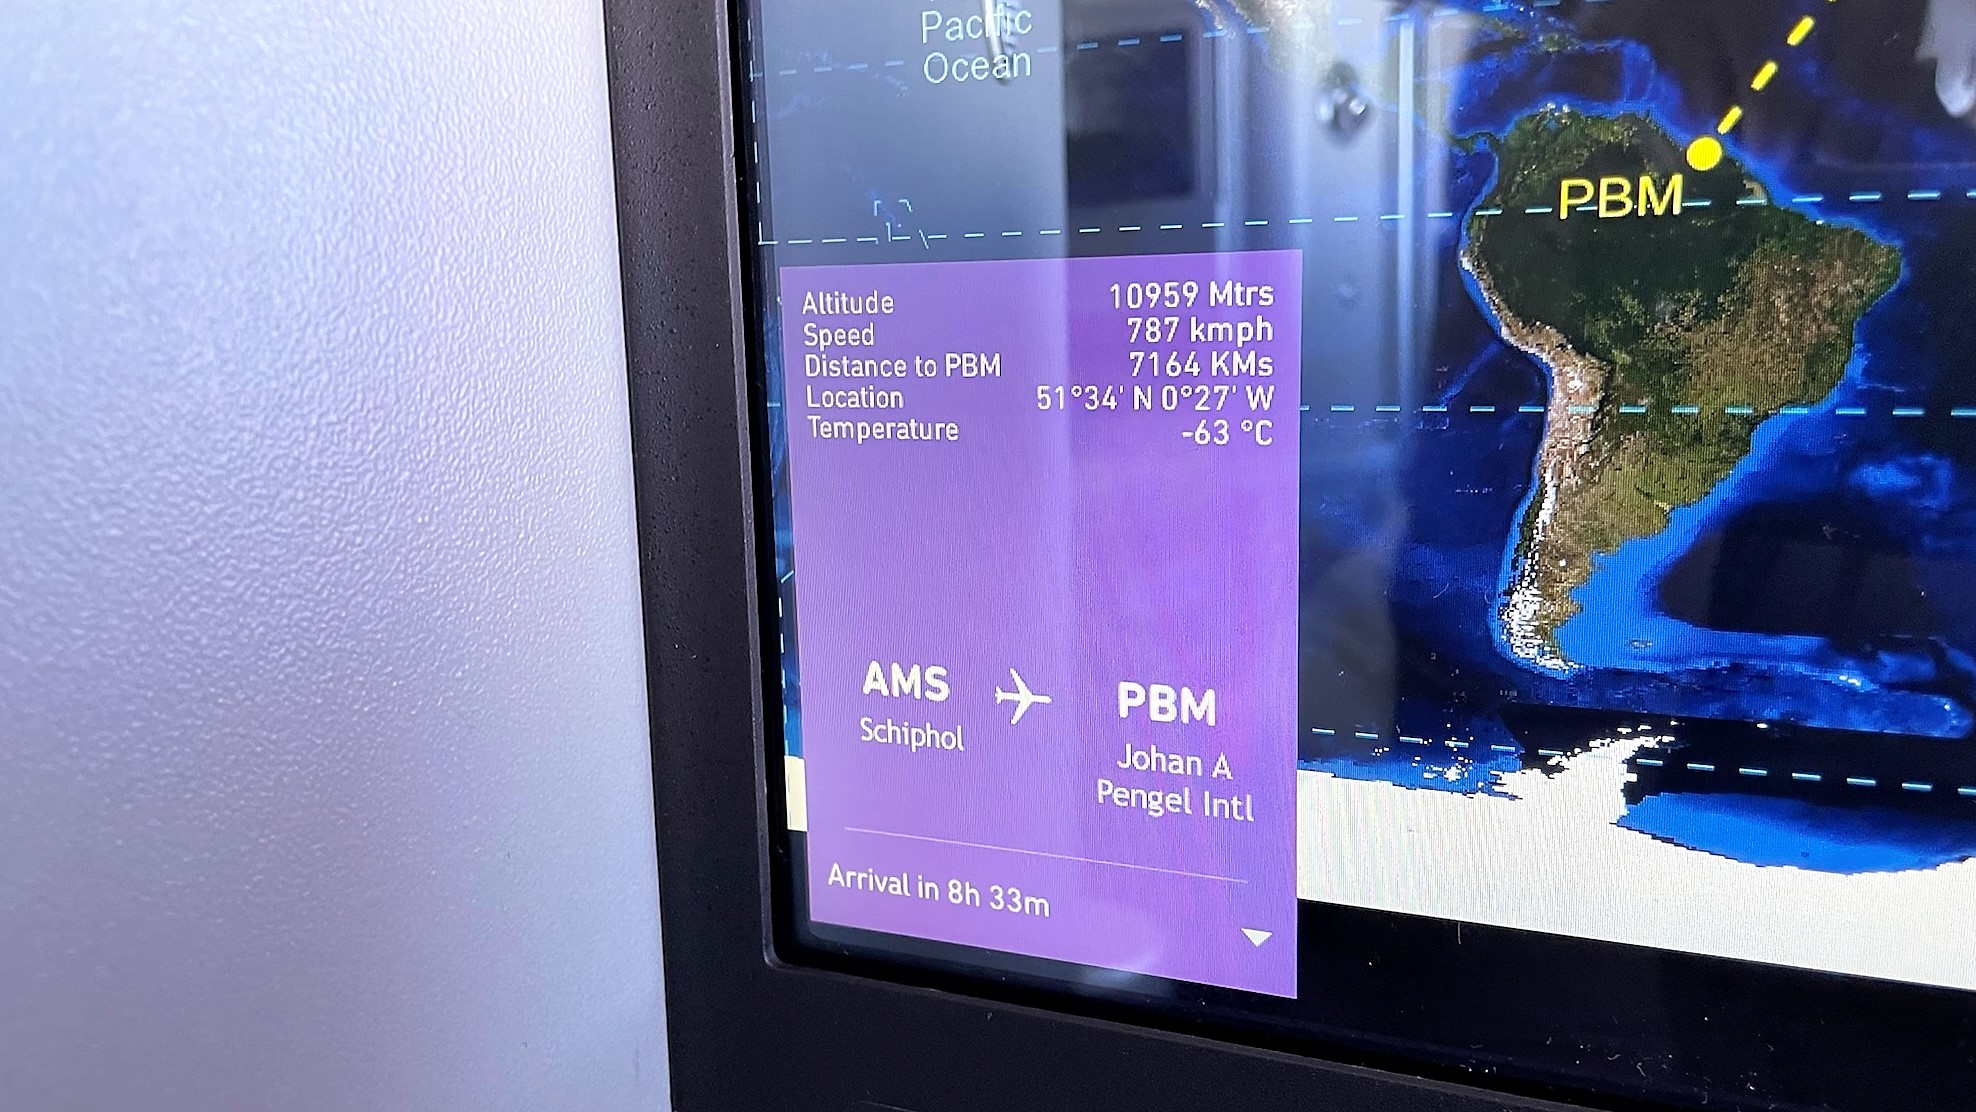 Pacific
Ocean
PBM
Altitude 10959 Mtrs
Speed 787 kmph
Distance to PBM 7164 KMs
Location 51°34' N 0°27' W
Temperature -63 °C
AMS PBM
Schiphol Johan A
Pengel Intl
Arrival in 8h 33m